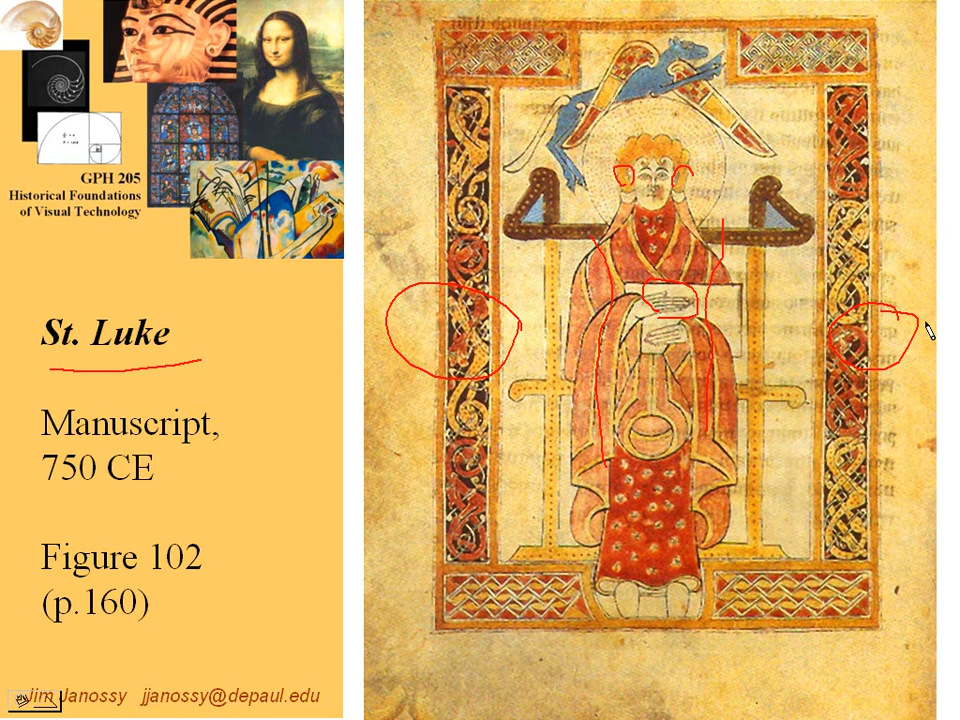 GPH 205
Historical Foundations
of Visual Technology
St. Luke
Manuscript,
750 CE
Figure 102
(p.160)
Jim Janossy jjanossy@depaul.edu